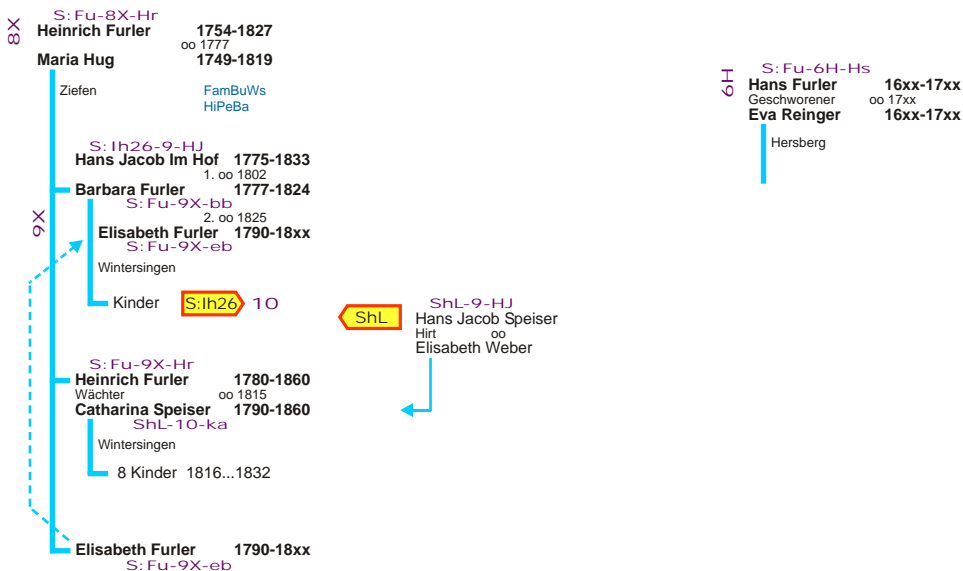 8X
S:Fu-8X-Hr
Heinrich Furler 1754-1827
oo 1777
Maria Hug 1749-1819
Ziefen FamBuWs
HiPeBa
S:Ih26-9-HJ
Hans Jacob Im Hof 1775-1833
1. oo 1802
Barbara Furler 1777-1824
S:Fu-9X-bb
9X
2. oo 1825
Elisabeth Furler 1790-18xx
S:Fu-9X-eb
Wintersingen
Kinder S:Ih26 10
ShL
ShL-9-HJ
Hans Jacob Speiser
Hirt oo
Elisabeth Weber
S:Fu-9X-Hr
Heinrich Furler 1780-1860
Wächter oo 1815
Catharina Speiser 1790-1860
ShL-10-ka
Wintersingen
8 Kinder 1816...1832
Elisabeth Furler 1790-18xx
S:Fu-9X-eb
6H
S:Fu-6H-Hs
Hans Furler 16xx-17xx
Geschworener oo 17xx
Eva Reinger 16xx-17xx
Hersberg